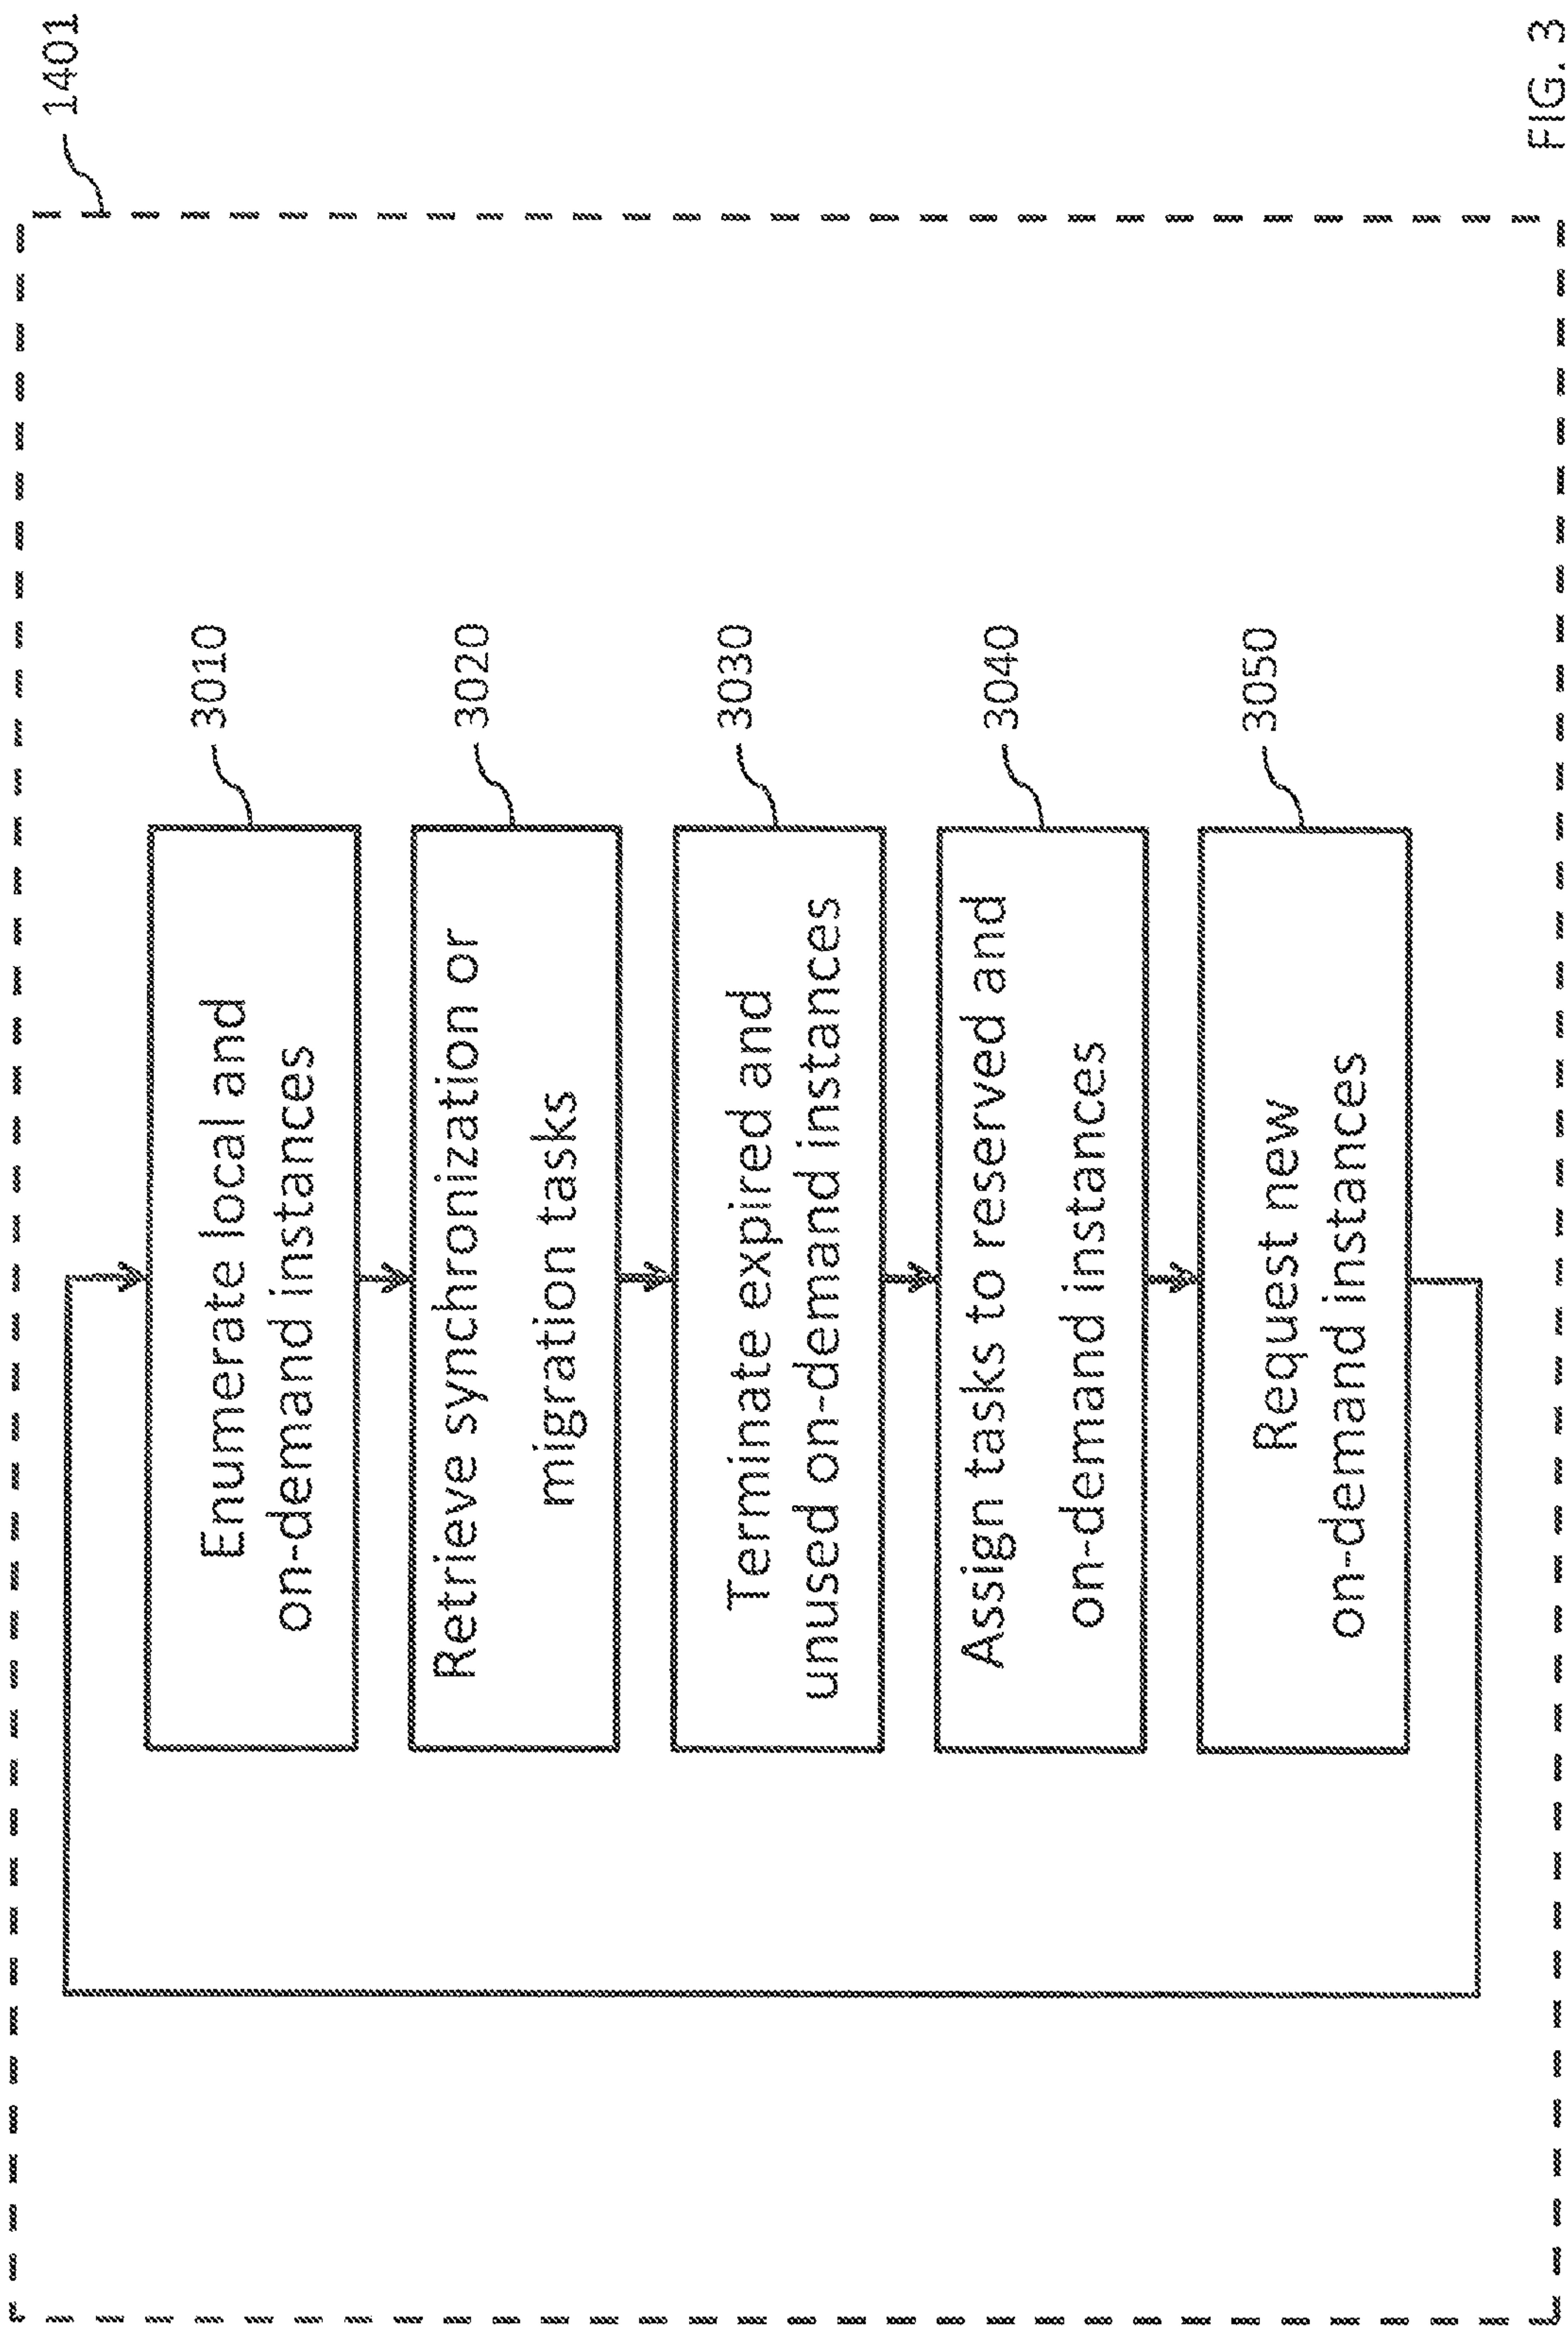 1401
Enumerate local and
on-demand instances
3010
Retrieve synchronization or
migration tasks
3020
Terminate expired and
unused on-demand instances
3030
Assign tasks to reserved and
on-demand instances
3040
Request new
on-demand instances
3050
FIG. 3